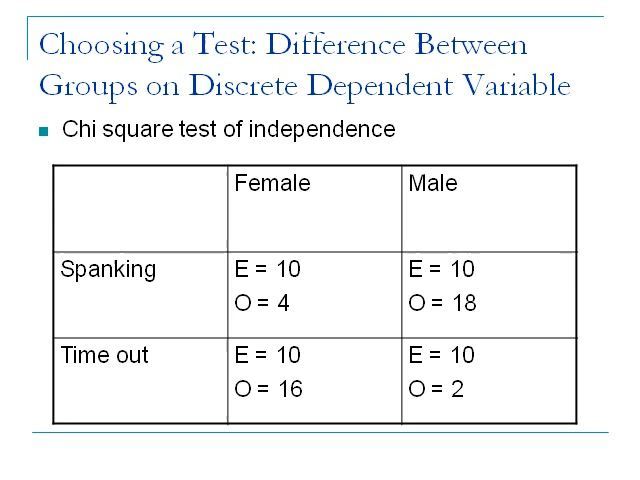 Choosing a Test: Difference Between
Groups on Discrete Dependent Variable
Chi square test of independence
Female Male
Spanking E = 10 E = 10
O = 4 O = 18
Time out E = 10 E = 10
O = 16 O = 2